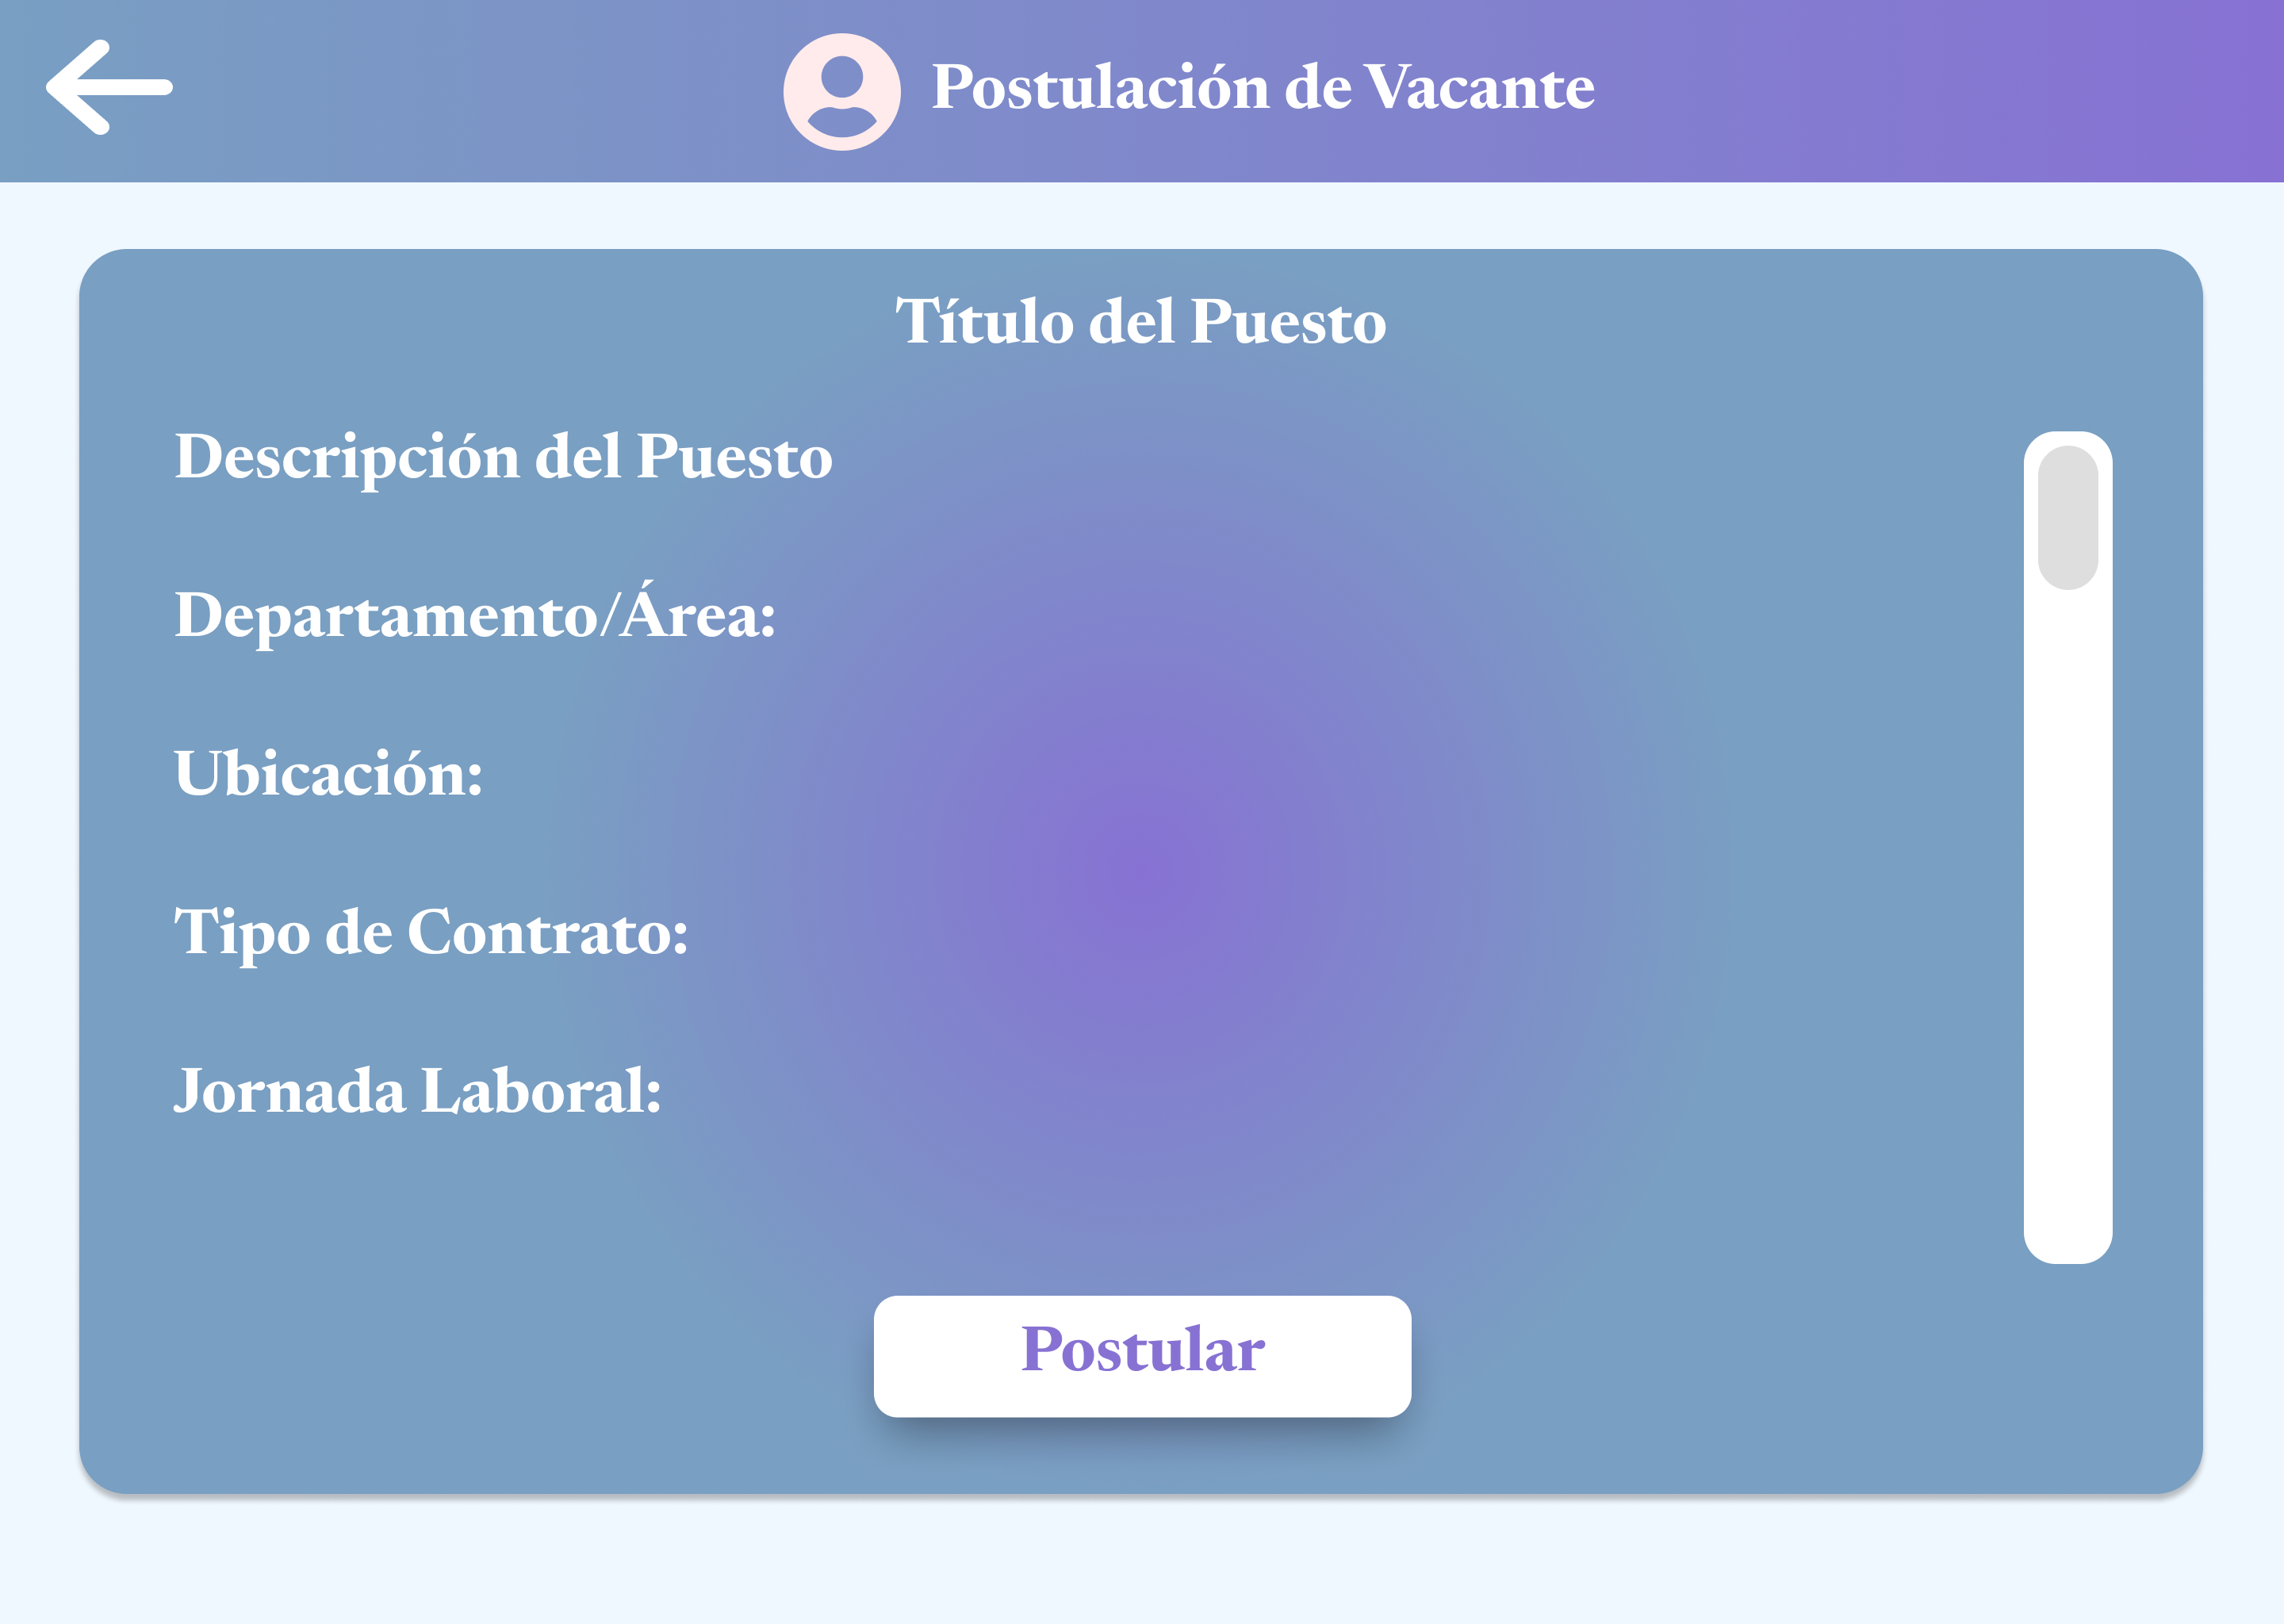 Postulación de Vacante
Título del Puesto
Descripción del Puesto
Departamento/Área:
Ubicación:
Tipo de Contrato:
Jornada Laboral:
Postular